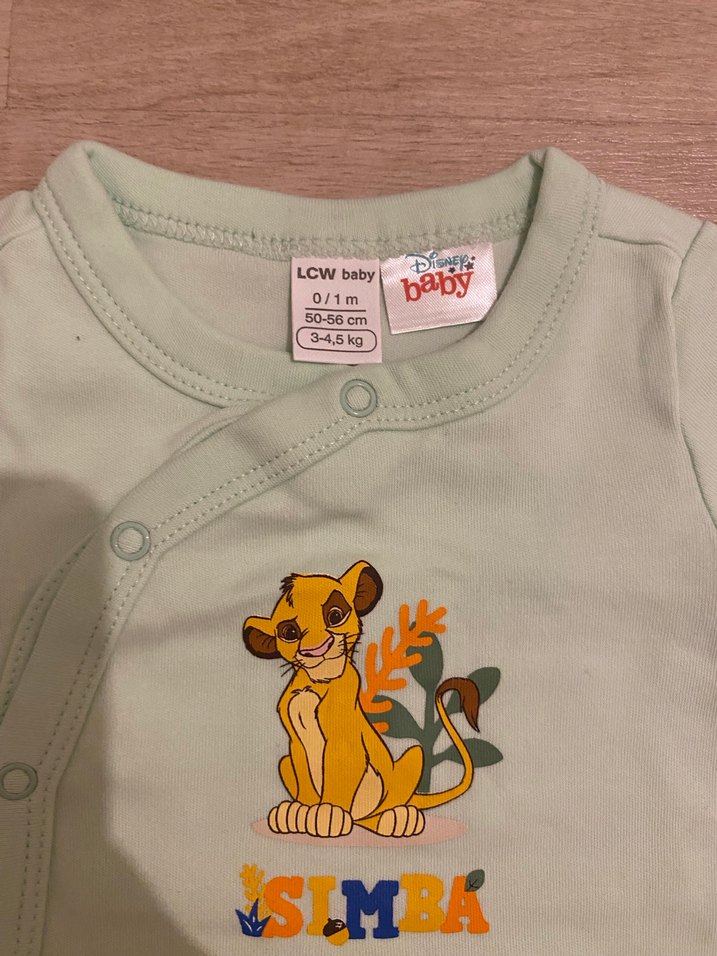 LCW baby
0 / 1 m
50-56 cm
3-4,5 kg
Disney
baby
SIMBA